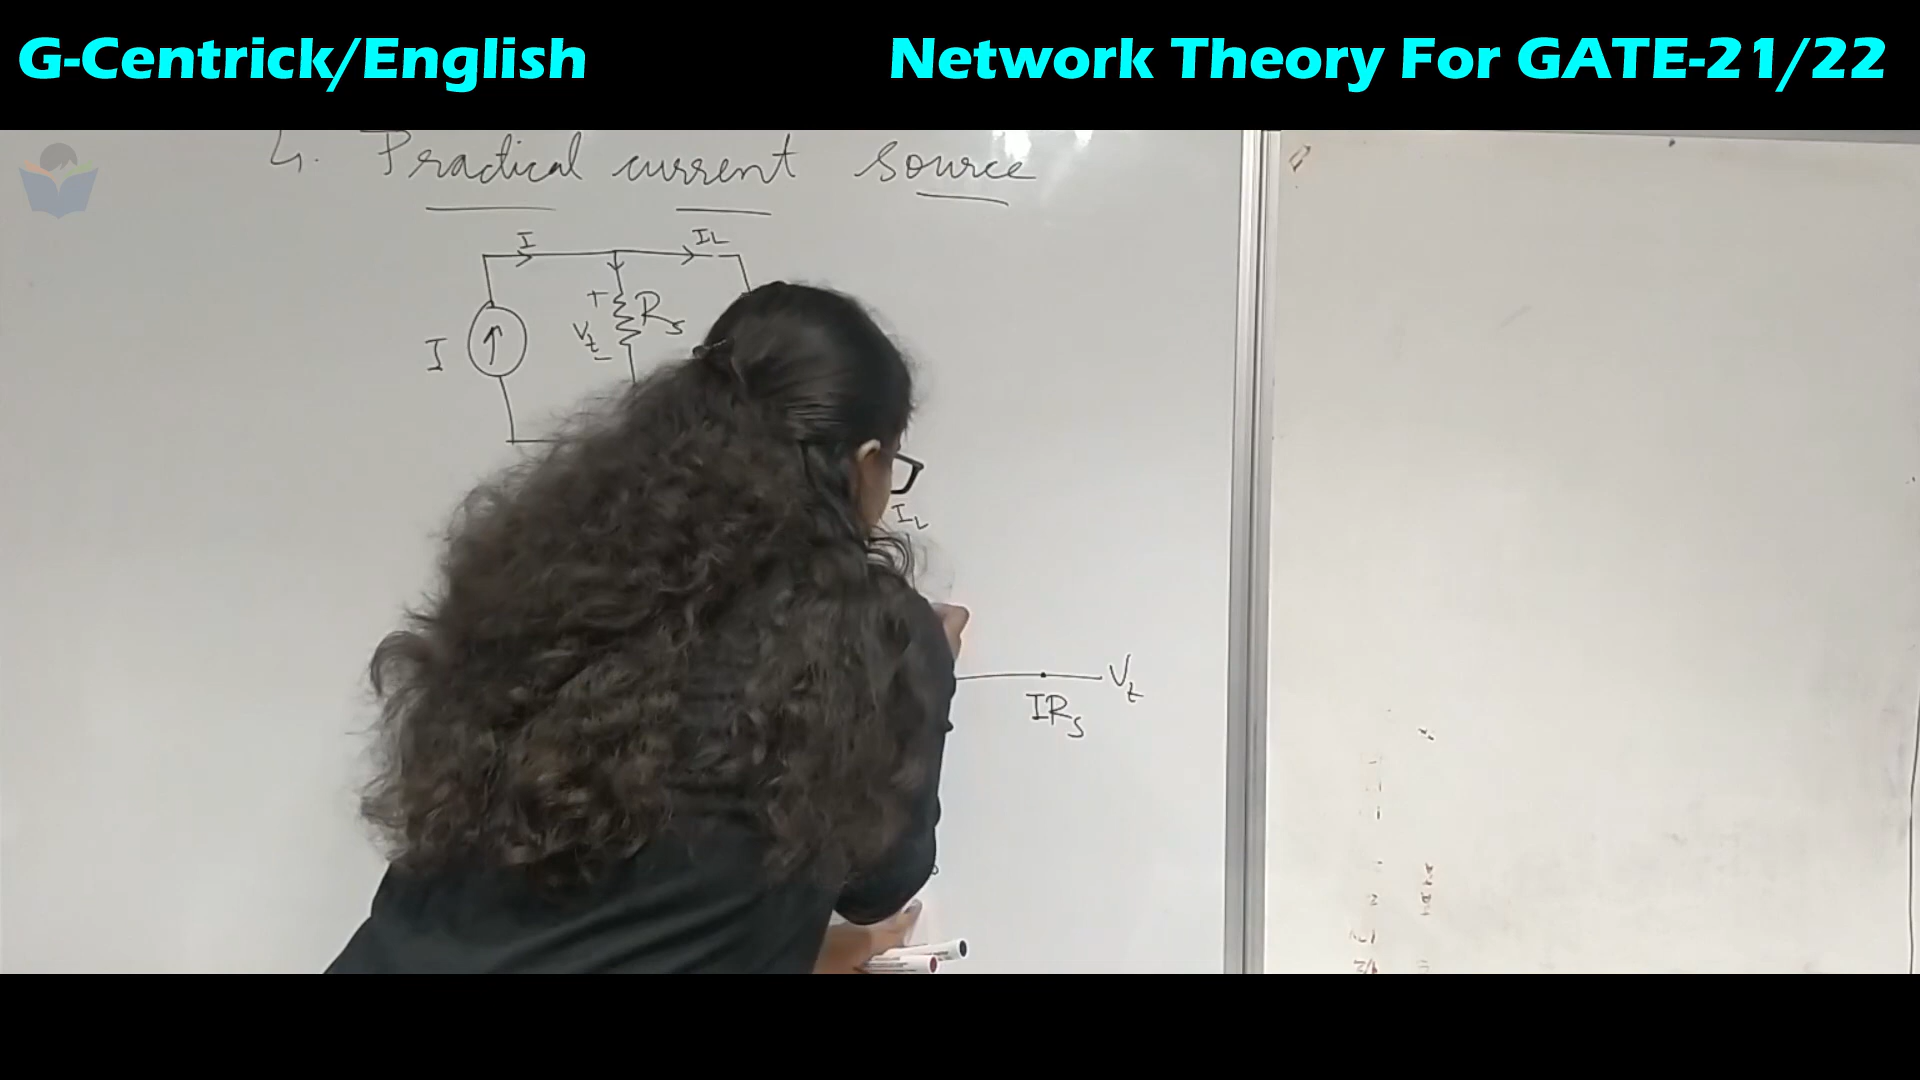 G-Centrick/English
Network Theory For GATE-21/22
4. Practical current source
I
IL
+
Rs
Vt
-
I
IL
Vt
IRs